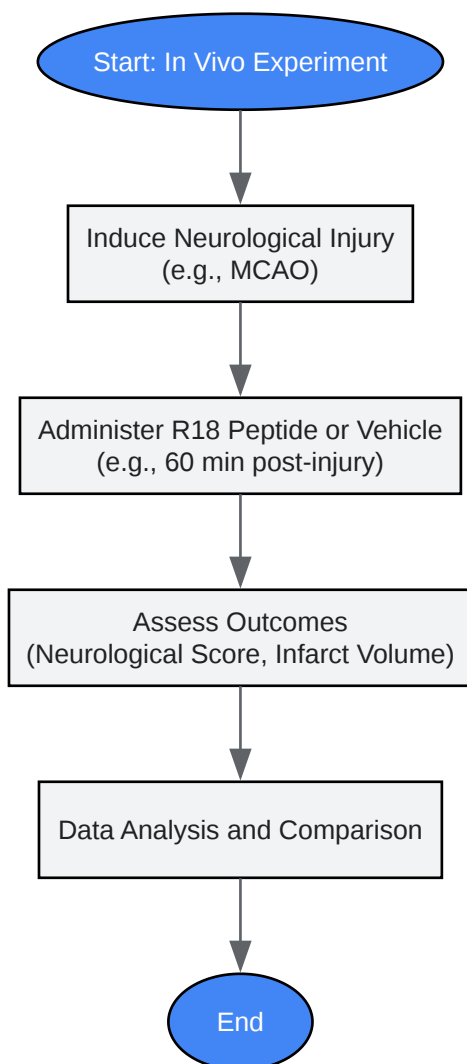 Start: In Vivo Experiment
Induce Neurological Injury
(e.g., MCAO)
Administer R18 Peptide or Vehicle
(e.g., 60 min post-injury)
Assess Outcomes
(Neurological Score, Infarct Volume)
Data Analysis and Comparison
End